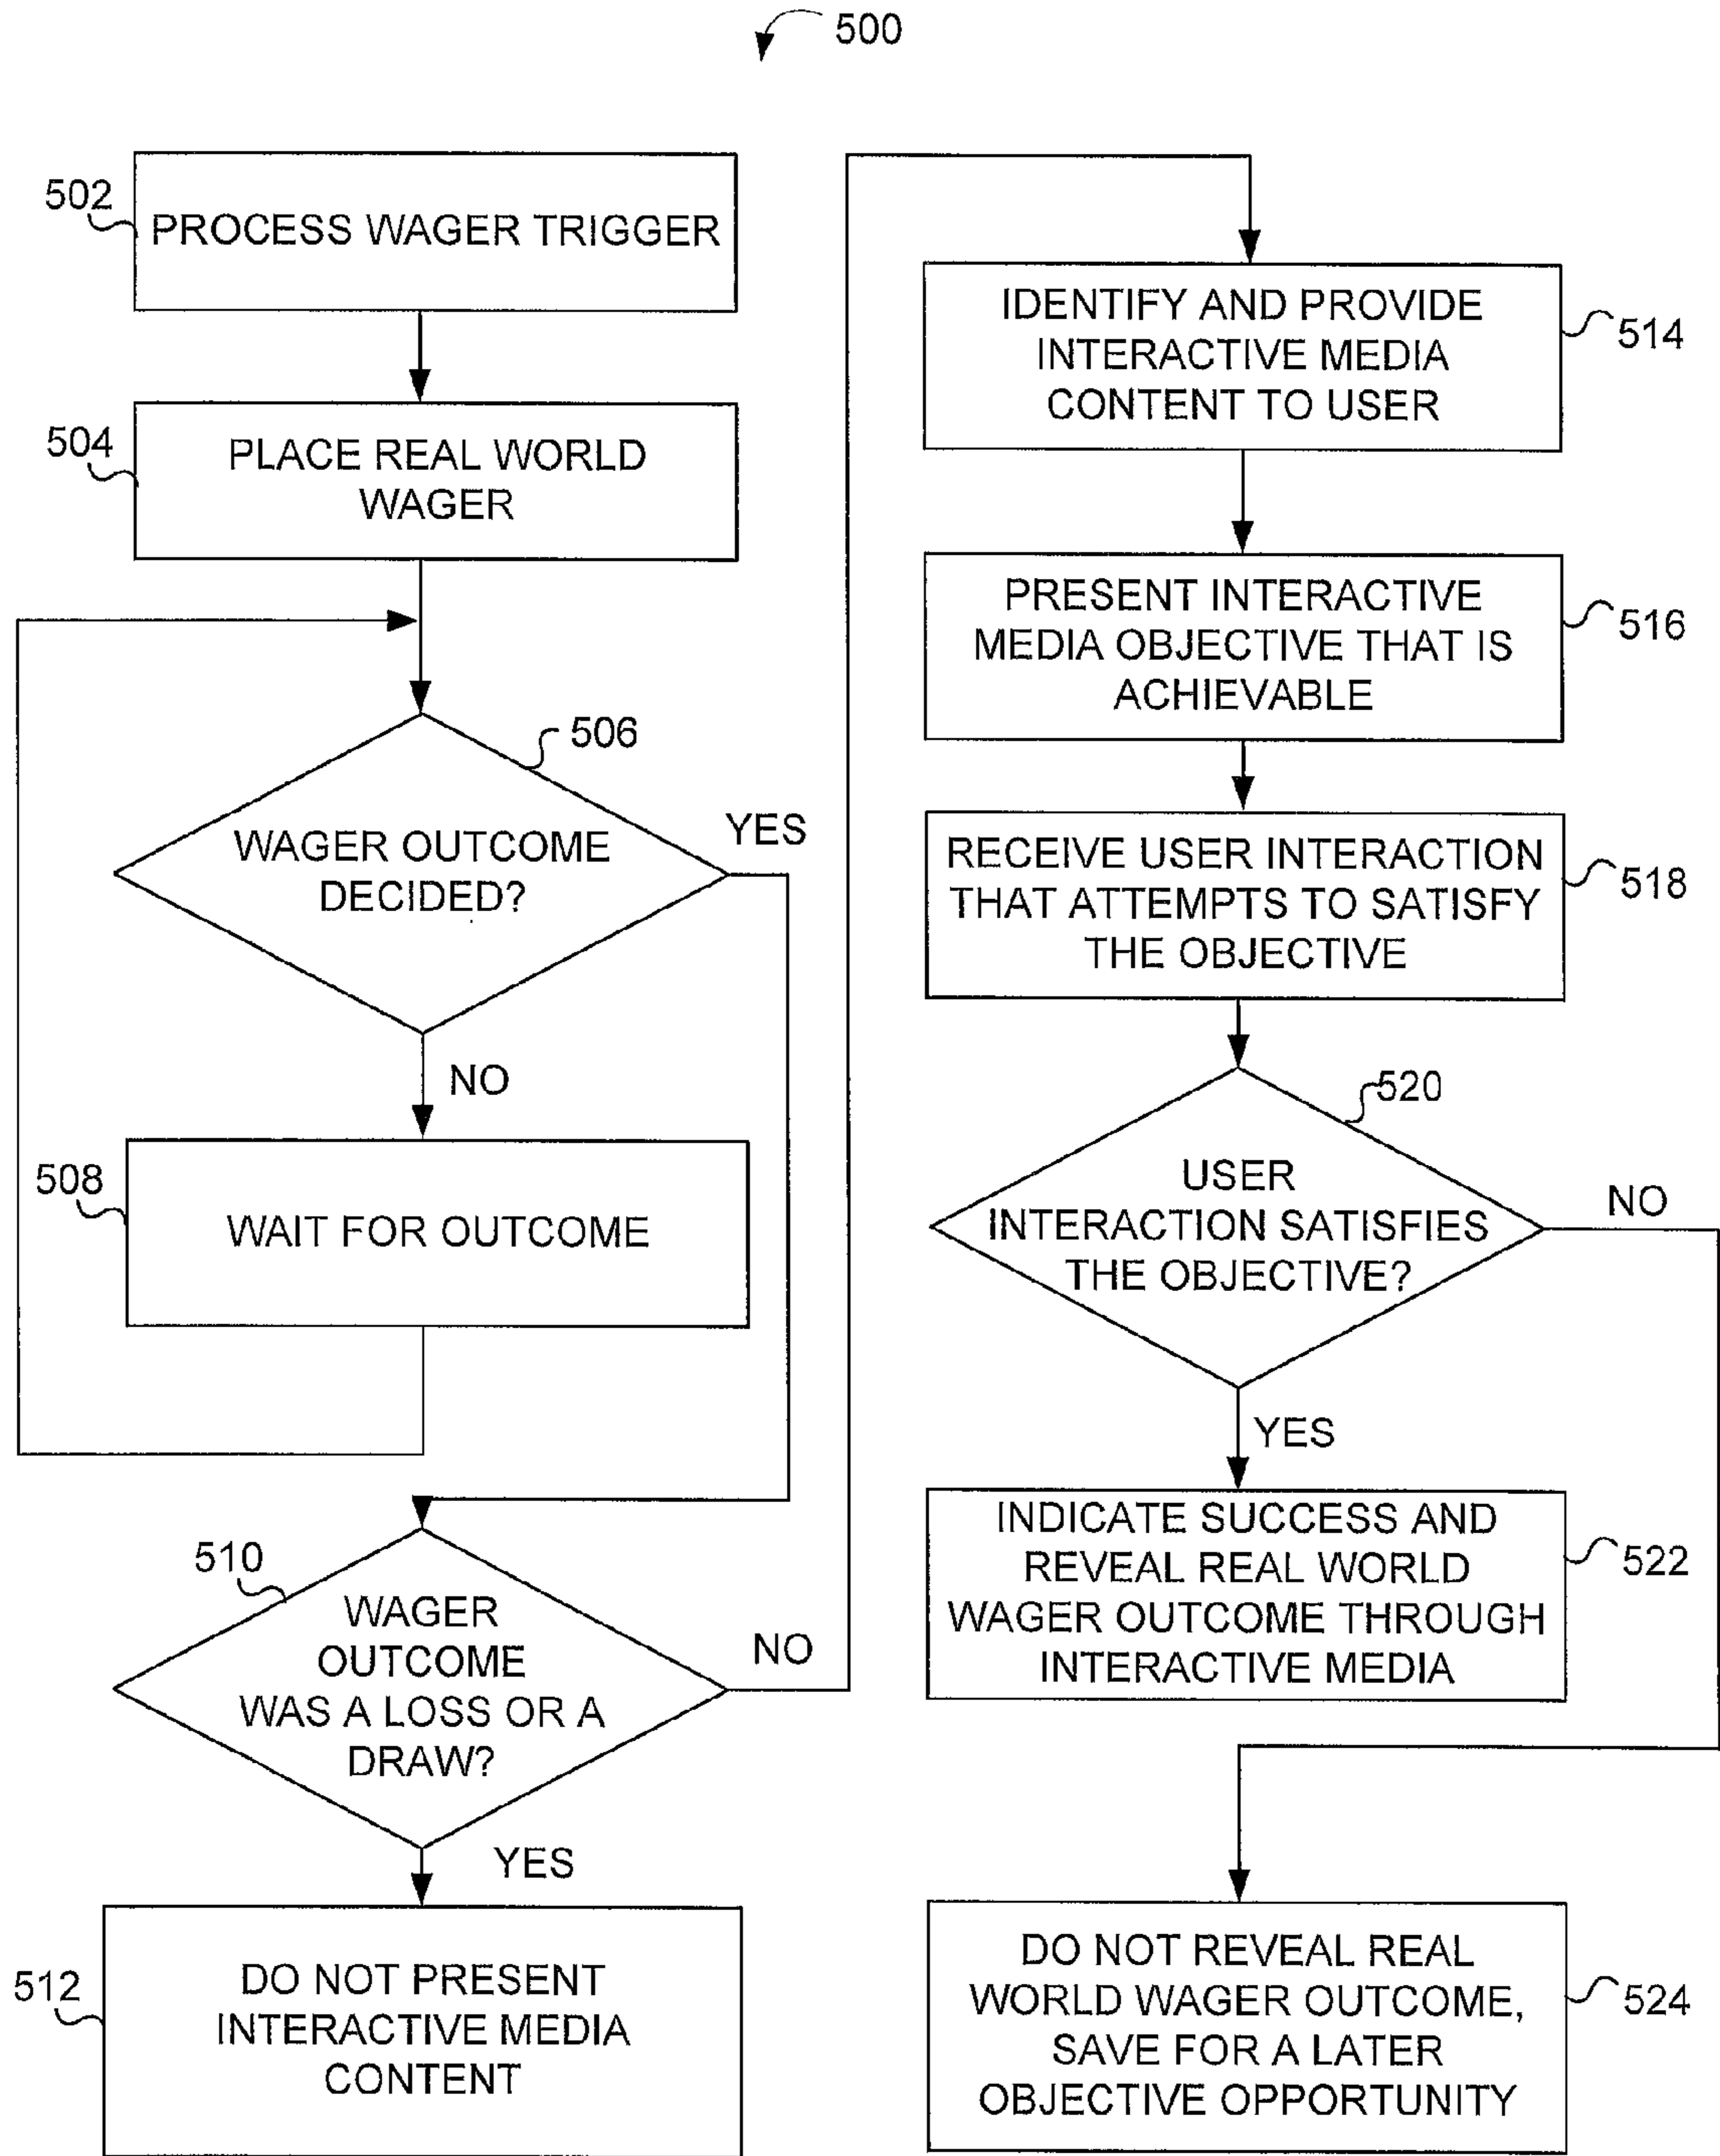 500
502
PROCESS WAGER TRIGGER
504
PLACE REAL WORLD
WAGER
506
WAGER OUTCOME
DECIDED?
YES
NO
508
WAIT FOR OUTCOME
510
WAGER
OUTCOME
WAS A LOSS OR A
DRAW?
NO
YES
512
DO NOT PRESENT
INTERACTIVE MEDIA
CONTENT
IDENTIFY AND PROVIDE
INTERACTIVE MEDIA
CONTENT TO USER
514
PRESENT INTERACTIVE
MEDIA OBJECTIVE THAT IS
ACHIEVABLE
516
RECEIVE USER INTERACTION
THAT ATTEMPTS TO SATISFY
THE OBJECTIVE
518
520
USER
INTERACTION SATISFIES
THE OBJECTIVE?
NO
YES
INDICATE SUCCESS AND
REVEAL REAL WORLD
WAGER OUTCOME THROUGH
INTERACTIVE MEDIA
522
DO NOT REVEAL REAL
WORLD WAGER OUTCOME,
SAVE FOR A LATER
OBJECTIVE OPPORTUNITY
524